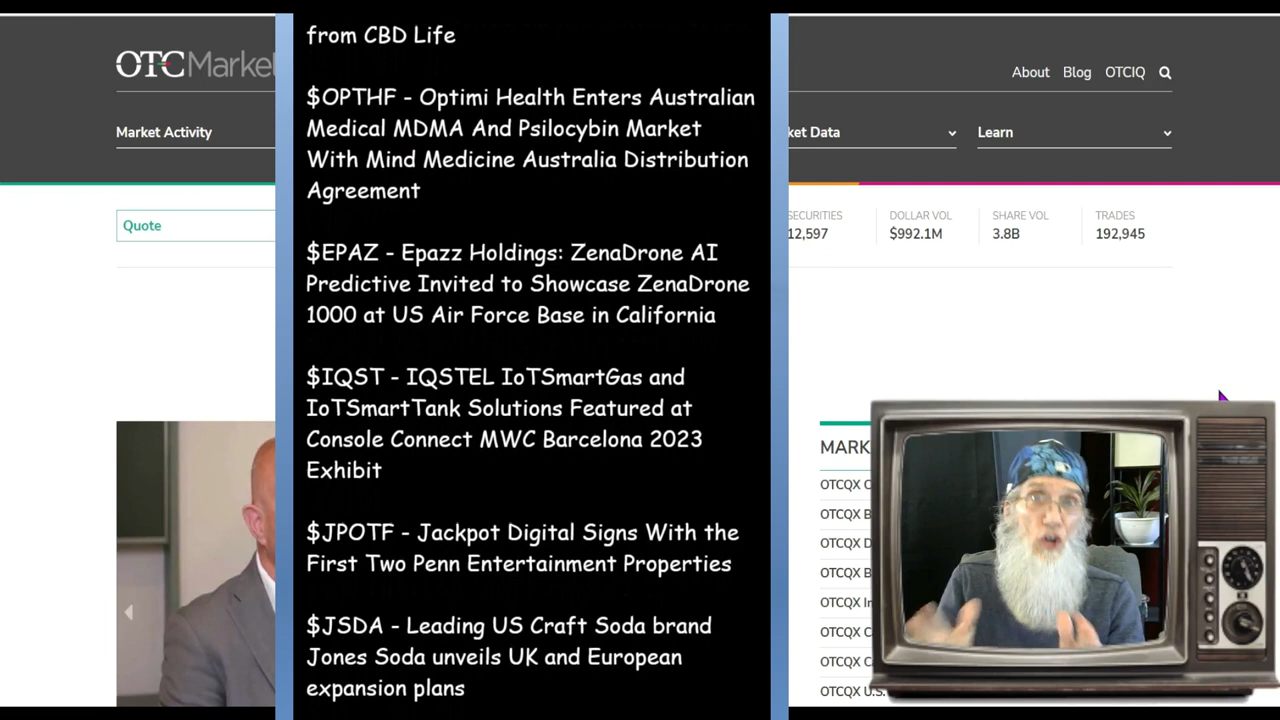 from CBD Life
OTC Market
About Blog OTCIQ
$OPTHF - Optimi Health Enters Australian
Medical MDMA And Psilocybin Market
With Mind Medicine Australia Distribution
Agreement
Market Activity
ket Data
Learn
Quote
SECURITIES
12,597
DOLLAR VOL
$992.1M
SHARE VOL
3.8B
TRADES
192,945
$EPAZ - Epazz Holdings: ZenaDrone AI
Predictive Invited to Showcase ZenaDrone
1000 at US Air Force Base in California
$IQST - IQSTEL IoTSmartGas and
IoTSmartTank Solutions Featured at
Console Connect MWC Barcelona 2023
Exhibit
$JPOTF - Jackpot Digital Signs With the
First Two Penn Entertainment Properties
$JSDA - Leading US Craft Soda brand
Jones Soda unveils UK and European
expansion plans
MARK
OTCQX C
OTCQX B
OTCQX D
OTCQX B
OTCQX In
OTCQX C
OTCQX C
OTCQX U.S.